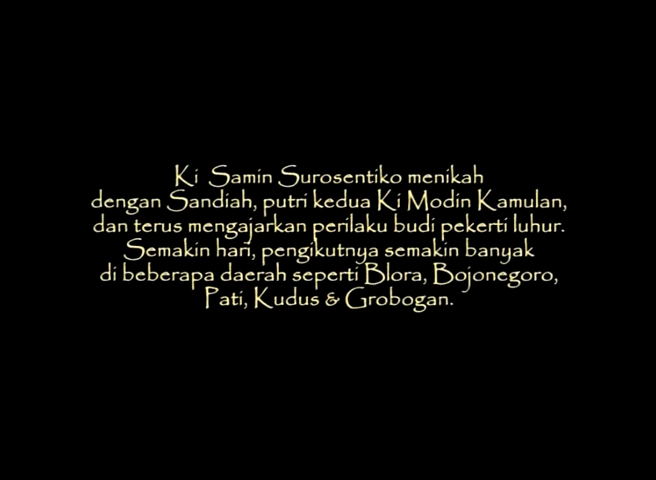 Ki Samin Surosentiko menikah
dengan Sandiah, putri kedua Ki Modin Kamulan,
dan terus mengajarkan perilaku budi pekerti luhur.
Semakin hari, pengikutnya semakin banyak
di beberapa daerah seperti Blora, Bojonegoro,
Pati, Kudus & Grobogan.